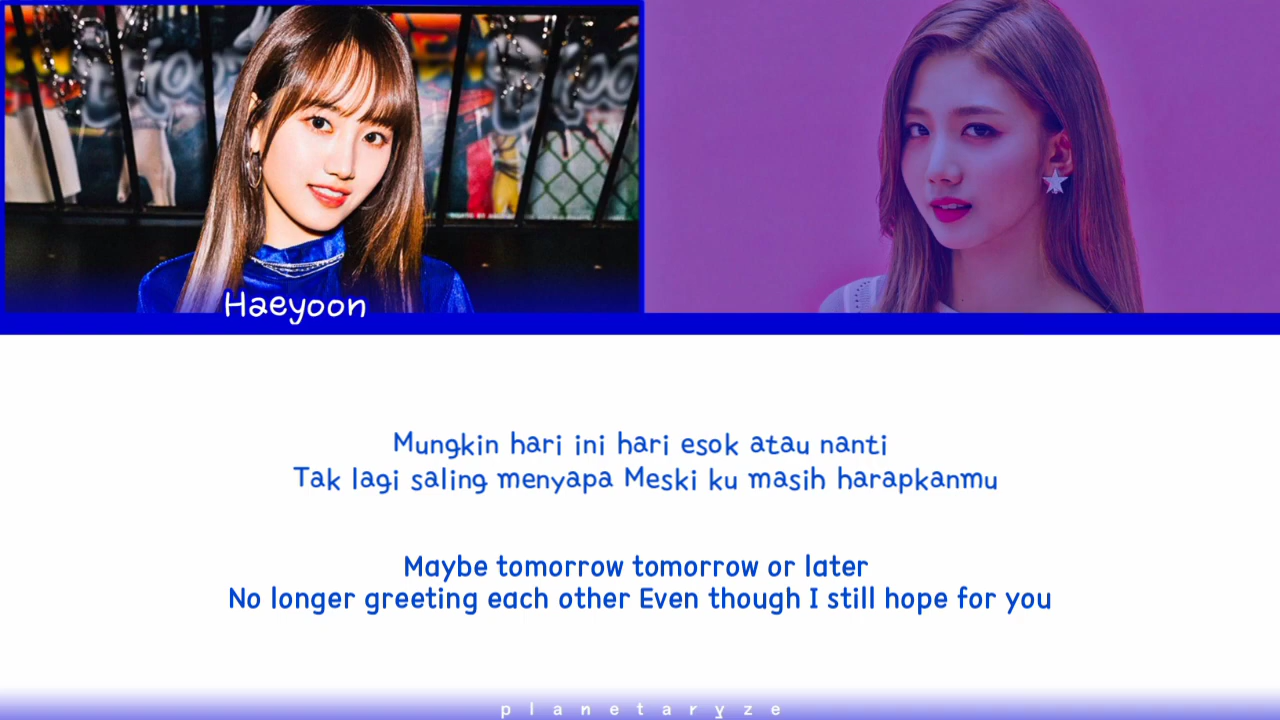 Haeyoon
Mungkin hari ini hari esok atau nanti
Tak lagi saling menyapa Meski ku masih harapkanmu
Maybe tomorrow tomorrow or later
No longer greeting each other Even though I still hope for you
planetaryze